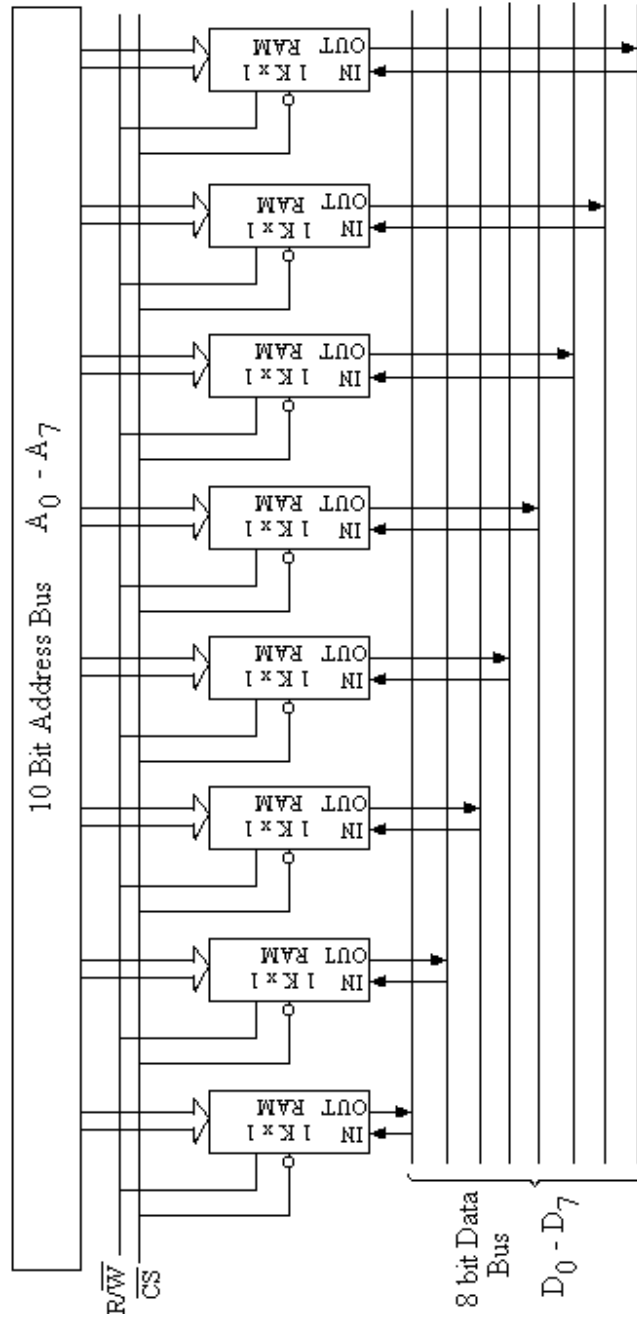 10 Bit Address Bus A₀ - A₇
R/W̅
C̅S̅
1 K x 1
RAM
IN OUT
1 K x 1
RAM
IN OUT
1 K x 1
RAM
IN OUT
1 K x 1
RAM
IN OUT
1 K x 1
RAM
IN OUT
1 K x 1
RAM
IN OUT
1 K x 1
RAM
IN OUT
1 K x 1
RAM
IN OUT
8 bit Data
Bus
D₀ - D₇